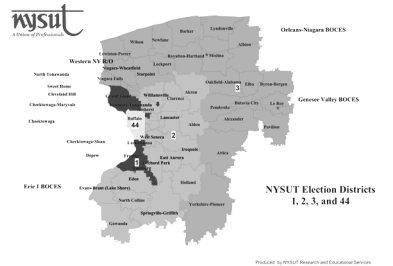 nysut
A Union of Professionals
Barker
Lyndonville
Orleans-Niagara BOCES
Wilson
Newfane
Albion
Lewiston-Porter
Royalton-Hartland
Medina
Western NY R/O
Lockport
Niagara-Wheatfield
North Tonawanda
Starpoint
Niagara Falls
Oakfield-Alabama
Elba
Byron-Bergen
Sweet Home
Akron
3
Cleveland Hill
Williamsville
Clarence
Genesee Valley BOCES
Cheektowaga-Maryvale
Pembroke
Batavia City
Le Roy
Amherst
Cheektowaga
Buffalo
Lancaster
Alexander
44
Alden
Pavilion
2
Cheektowaga-Sloan
West Seneca
Iroquois
Attica
Depew
East Aurora
1
Orchard Park
Eden
Erie 1 BOCES
Evans-Brant (Lake Shore)
Holland
NYSUT Election Districts
1, 2, 3, and 44
North Collins
Yorkshire-Pioneer
Springville-Griffith
Gowanda
Produced by NYSUT Research and Educational Services